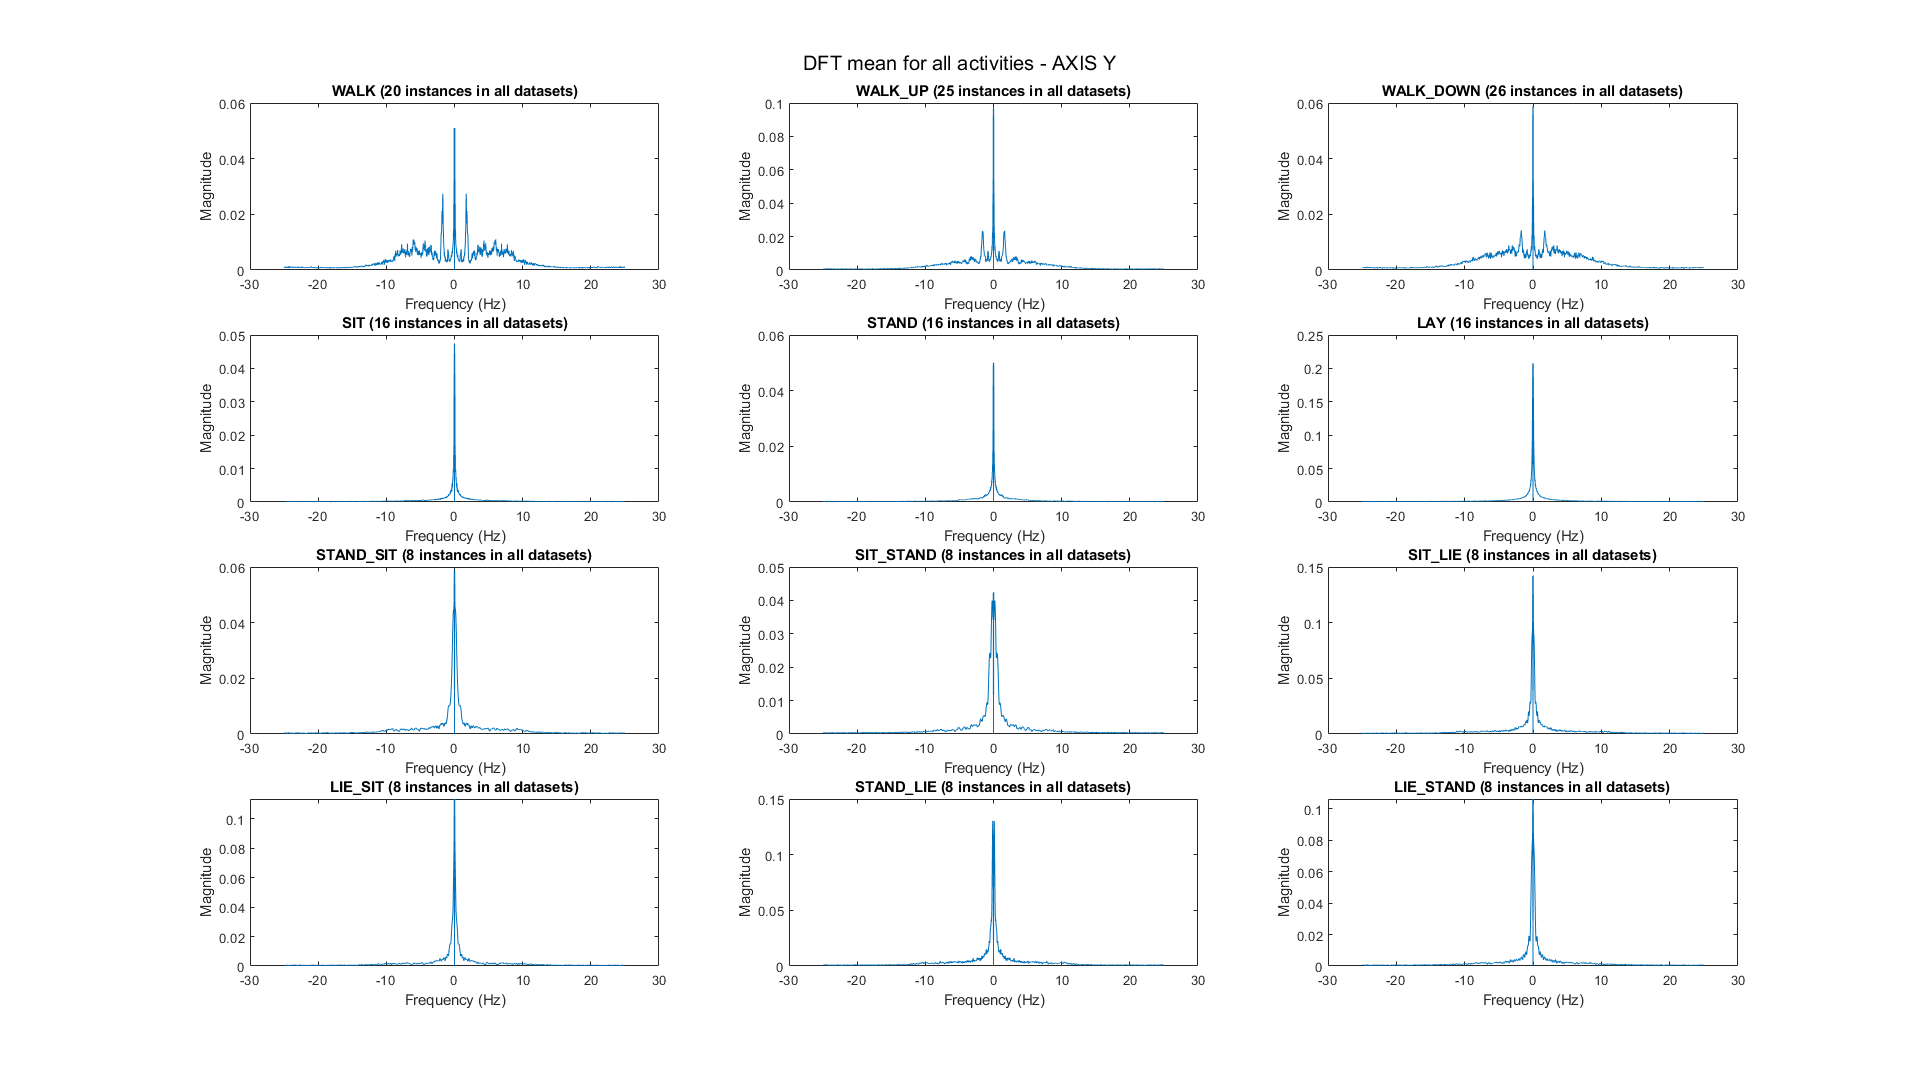 DFT mean for all activities - AXIS Y
WALK (20 instances in all datasets)
0.06
0.04
0.02
0
Magnitude
-30 -20 -10 0 10 20 30
Frequency (Hz)
WALK_UP (25 instances in all datasets)
0.1
0.08
0.06
0.04
0.02
0
Magnitude
-30 -20 -10 0 10 20 30
Frequency (Hz)
WALK_DOWN (26 instances in all datasets)
0.06
0.04
0.02
0
Magnitude
-30 -20 -10 0 10 20 30
Frequency (Hz)
SIT (16 instances in all datasets)
0.05
0.04
0.03
0.02
0.01
0
Magnitude
-30 -20 -10 0 10 20 30
Frequency (Hz)
STAND (16 instances in all datasets)
0.06
0.04
0.02
0
Magnitude
-30 -20 -10 0 10 20 30
Frequency (Hz)
LAY (16 instances in all datasets)
0.25
0.2
0.15
0.1
0.05
0
Magnitude
-30 -20 -10 0 10 20 30
Frequency (Hz)
STAND_SIT (8 instances in all datasets)
0.06
0.04
0.02
0
Magnitude
-30 -20 -10 0 10 20 30
Frequency (Hz)
SIT_STAND (8 instances in all datasets)
0.05
0.04
0.03
0.02
0.01
0
Magnitude
-30 -20 -10 0 10 20 30
Frequency (Hz)
SIT_LIE (8 instances in all datasets)
0.15
0.1
0.05
0
Magnitude
-30 -20 -10 0 10 20 30
Frequency (Hz)
LIE_SIT (8 instances in all datasets)
0.1
0.08
0.06
0.04
0.02
0
Magnitude
-30 -20 -10 0 10 20 30
Frequency (Hz)
STAND_LIE (8 instances in all datasets)
0.15
0.1
0.05
0
Magnitude
-30 -20 -10 0 10 20 30
Frequency (Hz)
LIE_STAND (8 instances in all datasets)
0.1
0.08
0.06
0.04
0.02
0
Magnitude
-30 -20 -10 0 10 20 30
Frequency (Hz)